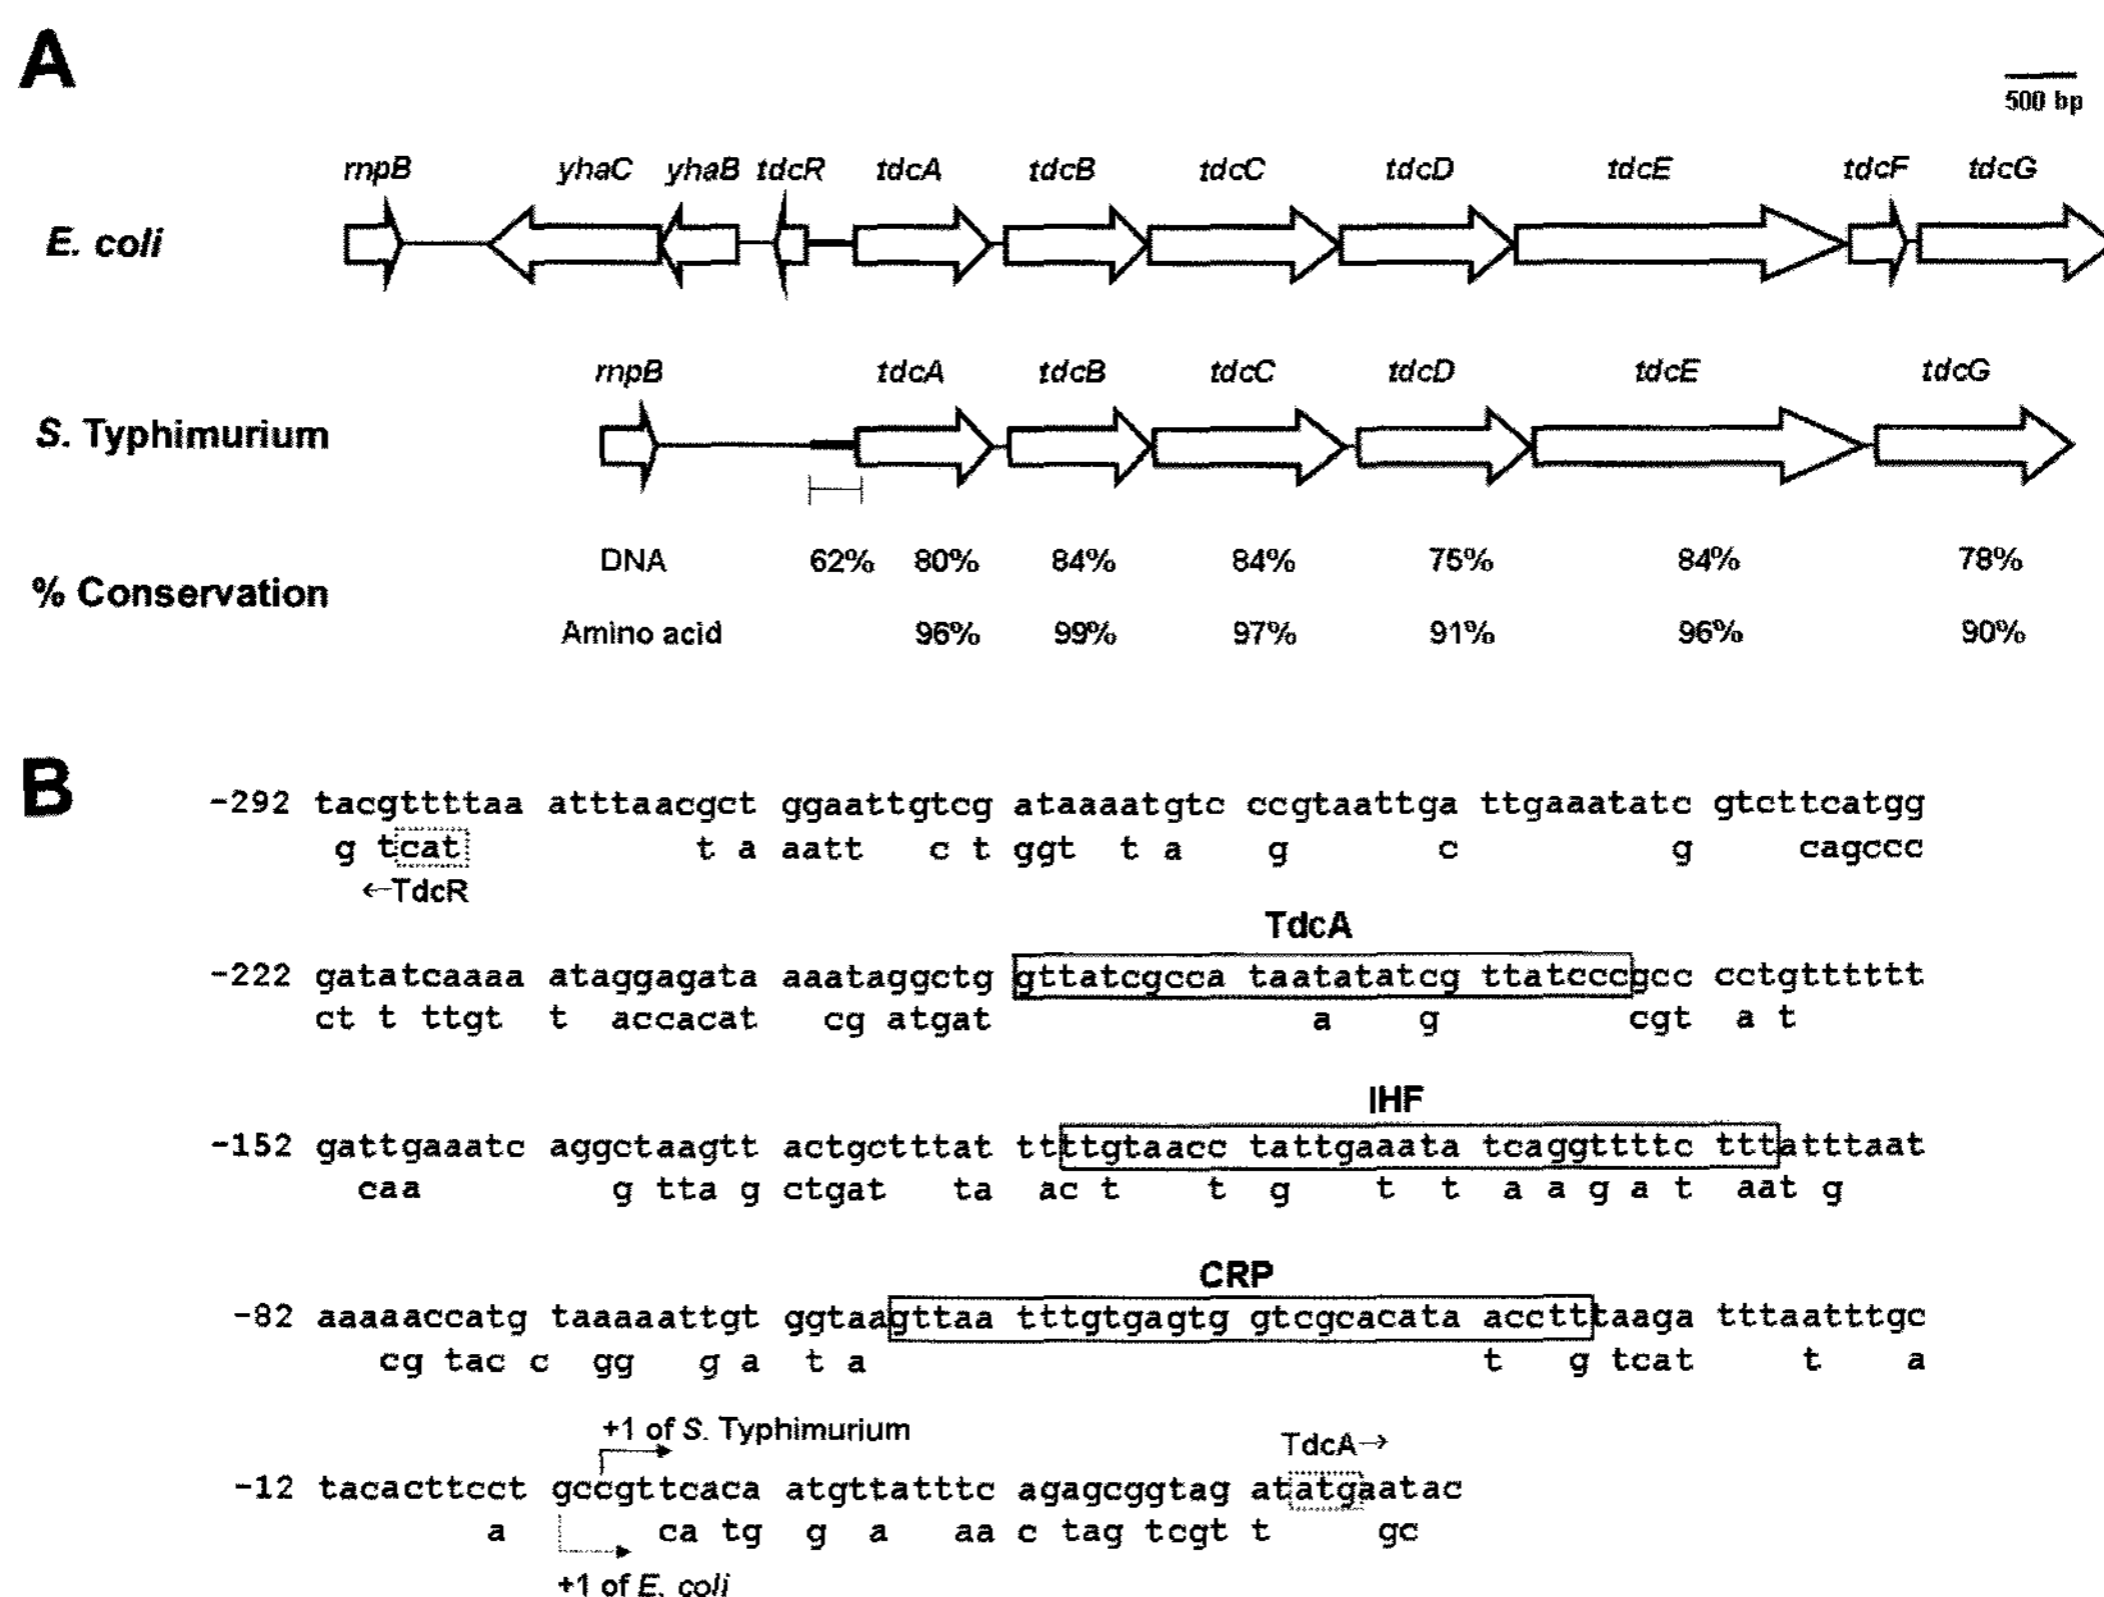 A
500 bp
rnpB yhaC yhaB tdcR tdcA tdcB tdcC tdcD tdcE tdcF tdcG
E. coli
rnpB tdcA tdcB tdcC tdcD tdcE tdcG
S. Typhimurium
DNA 62% 80% 84% 84% 75% 84% 78%
% Conservation
Amino acid 96% 99% 97% 91% 96% 90%
B
-292 tacgttttaa atttaacgct ggaattgtcg ataaaatgtc ccgtaattga ttgaaatatc gtcttcatgg
g tcat t a aatt c t ggt t a g c g cagccc
←TdcR
TdcA
-222 gatatcaaaa ataggagata aaataggctg gttatcgcca taatatatcg ttatcccgcc cctgtttttt
ct t ttgt t accacat cg atgat a g cgt a t
IHF
-152 gattgaaatc aggctaagtt actgctttat ttttgtaacc tattgaaata tcaggttttc tttatttaat
caa g tta g ctgat ta ac t t g t t a a g a t aat g
CRP
-82 aaaaaccatg taaaaattgt ggtaagttaa tttgtgagtg gtcgcacata acctttaaga tttaatttgc
cg tac c gg g a t a t g tcat t a
+1 of S. Typhimurium
TdcA→
-12 tacacttcct gccgttcaca atgttatttc agagcggtag atatgaatac
a ca tg g a aa c tag tcgt t gc
+1 of E. coli